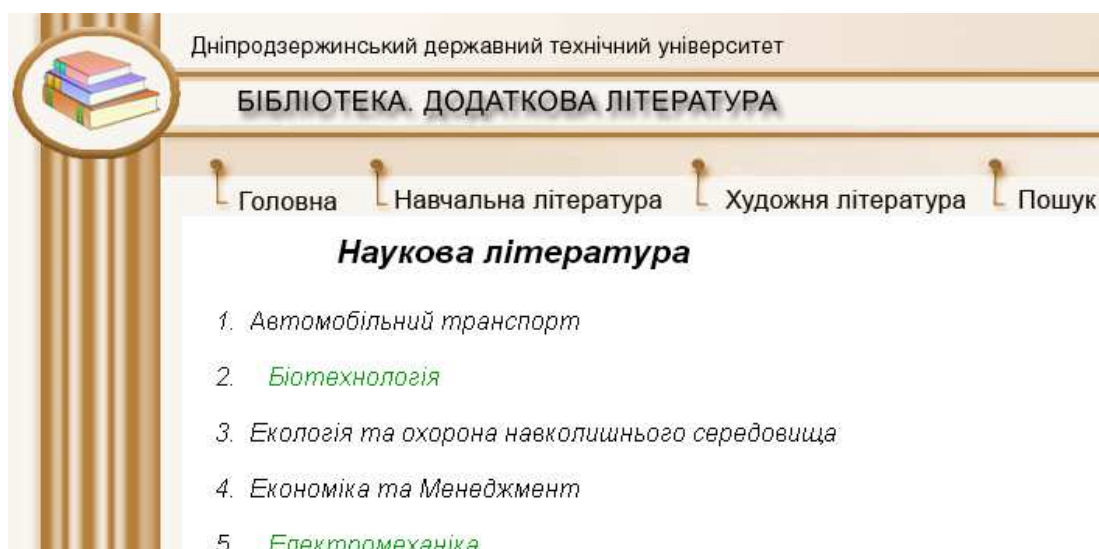 Дніпродзержинський державний технічний університет
БІБЛІОТЕКА. ДОДАТКОВА ЛІТЕРАТУРА
Головна Навчальна література Художня література Пошук
Наукова література
1. Автомобільний транспорт
2. Біотехнологія
3. Екологія та охорона навколишнього середовища
4. Економіка та Менеджмент
5. Електромеханіка